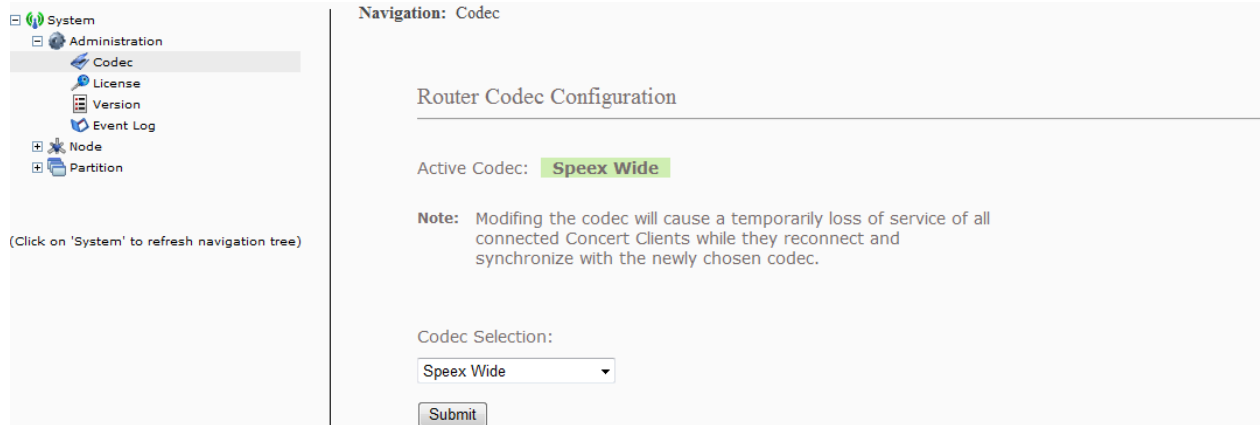 System
Administration
Codec
License
Version
Event Log
Node
Partition
(Click on 'System' to refresh navigation tree)
Navigation: Codec
Router Codec Configuration
Active Codec: Speex Wide
Note: Modifing the codec will cause a temporarily loss of service of all
connected Concert Clients while they reconnect and
synchronize with the newly chosen codec.
Codec Selection:
Speex Wide
Submit